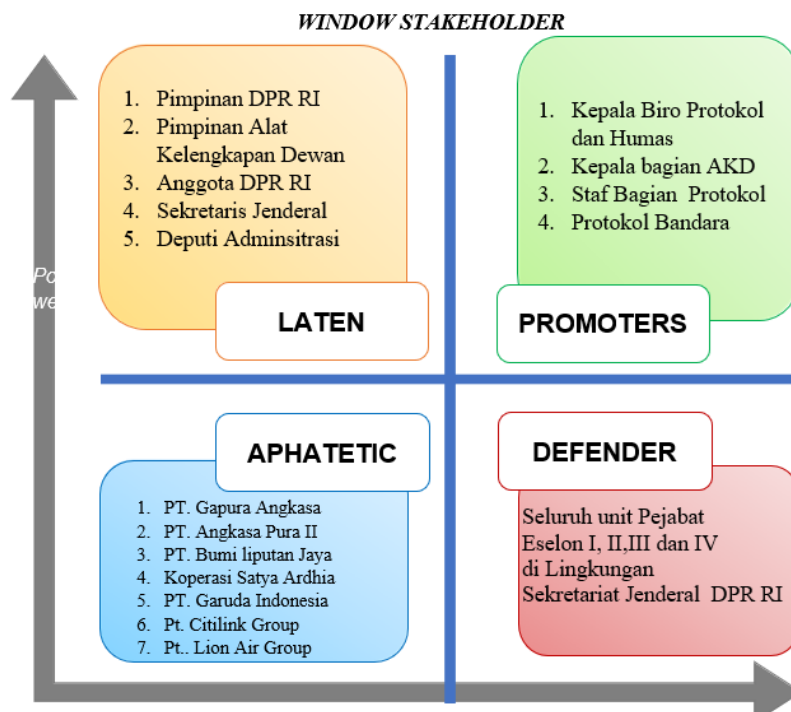 WINDOW STAKEHOLDER
1. Pimpinan DPR RI
2. Pimpinan Alat
Kelengkapan Dewan
3. Anggota DPR RI
4. Sekretaris Jenderal
5. Deputi Adminsitrasi
LATEN
1. Kepala Biro Protokol
dan Humas
2. Kepala bagian AKD
3. Staf Bagian Protokol
4. Protokol Bandara
PROMOTERS
Po
we
APHATETIC
1. PT. Gapura Angkasa
2. PT. Angkasa Pura II
3. PT. Bumi liputan Jaya
4. Koperasi Satya Ardhia
5. PT. Garuda Indonesia
6. Pt. Citilink Group
7. Pt.. Lion Air Group
DEFENDER
Seluruh unit Pejabat
Eselon I, II,III dan IV
di Lingkungan
Sekretariat Jenderal DPR RI